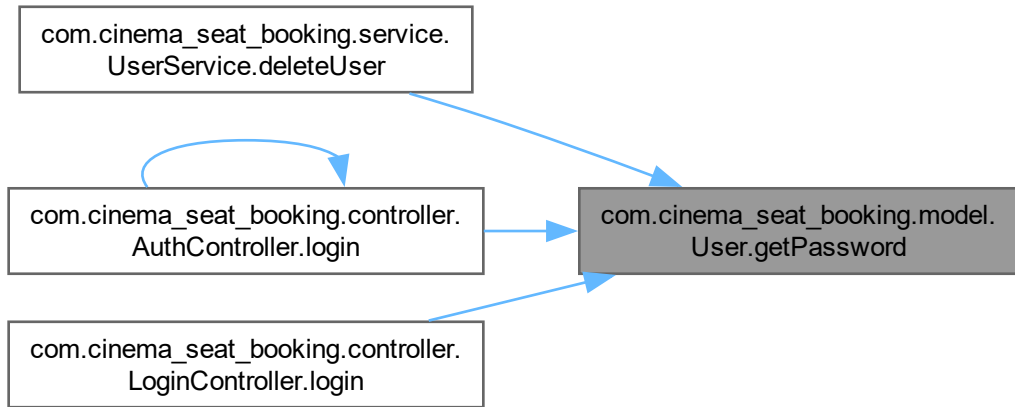 com.cinema_seat_booking.service.
UserService.deleteUser
com.cinema_seat_booking.controller.
AuthController.login
com.cinema_seat_booking.model.
User.getPassword
com.cinema_seat_booking.controller.
LoginController.login